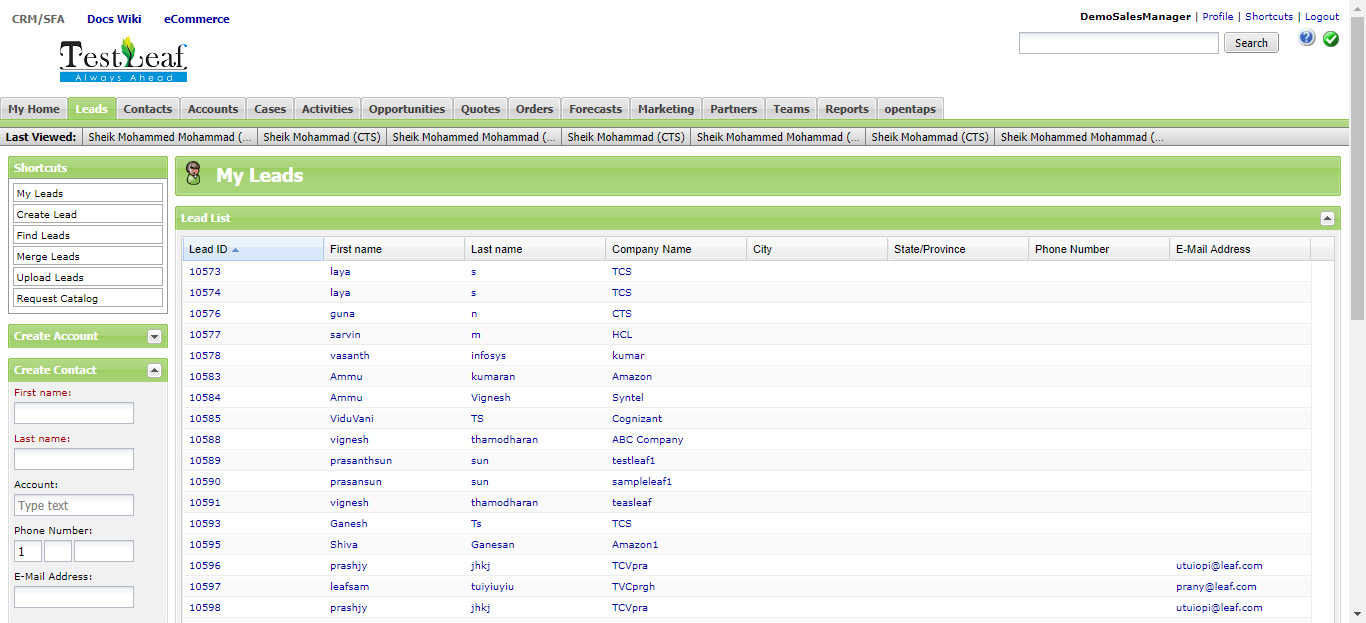 CRM/SFA Docs Wiki eCommerce
DemoSalesManager | Profile | Shortcuts | Logout
TestLeaf
Always Ahead
Search
My Home Leads Contacts Accounts Cases Activities Opportunities Quotes Orders Forecasts Marketing Partners Teams Reports opentaps
Last Viewed: Sheik Mohammed Mohammad (... Sheik Mohammad (CTS) Sheik Mohammed Mohammad (... Sheik Mohammad (CTS) Sheik Mohammed Mohammad (... Sheik Mohammad (CTS) Sheik Mohammed Mohammad (...
Shortcuts
My Leads
Create Lead
Find Leads
Merge Leads
Upload Leads
Request Catalog
Create Account
Create Contact
First name:
Last name:
Account:
Type text
Phone Number:
1
E-Mail Address:
My Leads
Lead List
Lead ID First name Last name Company Name City State/Province Phone Number E-Mail Address
10573 laya s TCS
10574 laya s TCS
10576 guna n CTS
10577 sarvin m HCL
10578 vasanth infosys kumar
10583 Ammu kumaran Amazon
10584 Ammu Vignesh Syntel
10585 ViduVani TS Cognizant
10588 vignesh thamodharan ABC Company
10589 prasanthsun sun testleaf1
10590 prasansun sun sampleleaf1
10591 vignesh thamodharan teasleaf
10593 Ganesh Ts TCS
10595 Shiva Ganesan Amazon1
10596 prashjy jhkj TCVpra utuiopi@leaf.com
10597 leafsam tuiyiuyiu TVCprgh prany@leaf.com
10598 prashjy jhkj TCVpra utuiopi@leaf.com